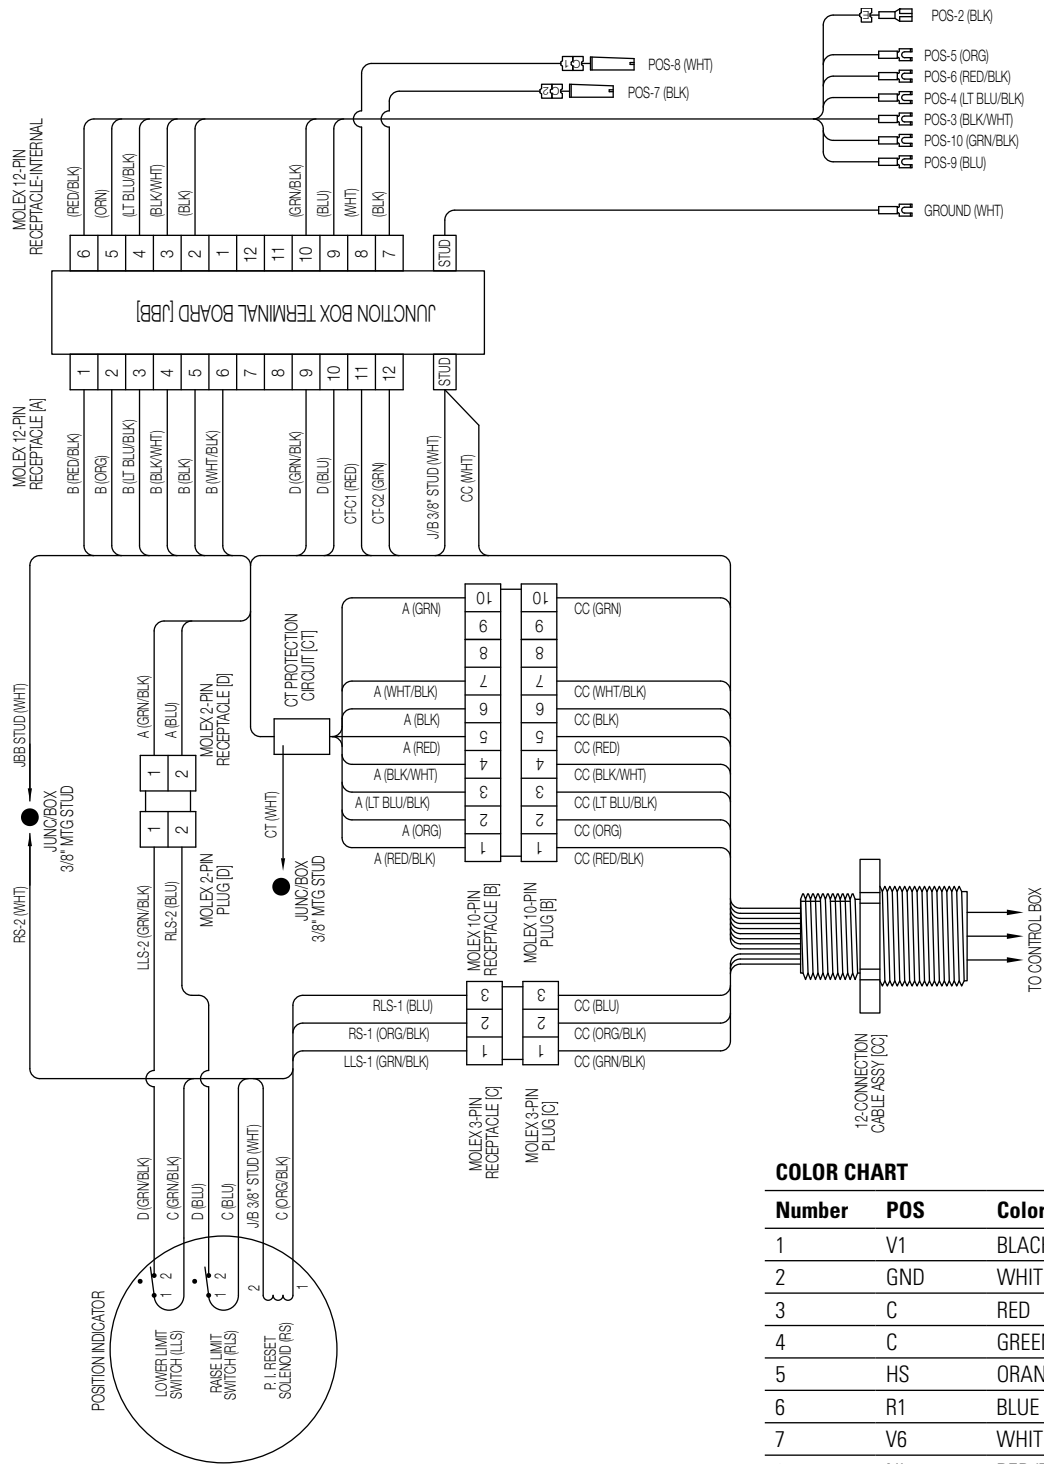 POS-2 (BLK)
POS-8 (WHT)
POS-7 (BLK)
POS-5 (ORG)
POS-6 (RED/BLK)
POS-4 (LT BLU/BLK)
POS-3 (BLK/WHT)
POS-10 (GRN/BLK)
POS-9 (BLU)
GROUND (WHT)
MOLEX 12-PIN
RECEPTACLE-INTERNAL
(RED/BLK)
(ORN)
(LT BLU/BLK)
(BLK/WHT)
(BLK)
(GRN/BLK)
(BLU)
(WHT)
(BLK)
6 5 4 3 2 1 12 11 10 9 8 7 STUD
JUNCTION BOX TERMINAL BOARD [JBB]
1 2 3 4 5 6 7 8 9 10 11 12 STUD
MOLEX 12-PIN
RECEPTACLE [A]
B (RED/BLK)
B (ORG)
B (LT BLU/BLK)
B (BLK/WHT)
B (BLK)
B (WHT/BLK)
D (GRN/BLK)
D (BLU)
CT-C1 (RED)
CT-C2 (GRN)
J/B 3/8" STUD (WHT)
CC (WHT)
JBB STUD (WHT)
JUNC/BOX
3/8" MTG STUD
RS-2 (WHT)
A (GRN/BLK)
A (BLU)
MOLEX 2-PIN
RECEPTACLE [D]
1 2
1 2
MOLEX 2-PIN
PLUG [D]
LLS-2 (GRN/BLK)
RLS-2 (BLU)
CT PROTECTION
CIRCUIT [CT]
CT (WHT)
JUNC/BOX
3/8" MTG STUD
A (GRN)
A (WHT/BLK)
A (BLK)
A (RED)
A (BLK/WHT)
A (LT BLU/BLK)
A (ORG)
A (RED/BLK)
10 9 8 7 6 5 4 3 2 1
10 9 8 7 6 5 4 3 2 1
CC (GRN)
CC (WHT/BLK)
CC (BLK)
CC (RED)
CC (BLK/WHT)
CC (LT BLU/BLK)
CC (ORG)
CC (RED/BLK)
MOLEX 10-PIN
RECEPTACLE [B]
MOLEX 10-PIN
PLUG [B]
RLS-1 (BLU)
RS-1 (ORG/BLK)
LLS-1 (GRN/BLK)
3 2 1
3 2 1
CC (BLU)
CC (ORG/BLK)
CC (GRN/BLK)
MOLEX 3-PIN
RECEPTACLE [C]
MOLEX 3-PIN
PLUG [C]
12-CONNECTION
CABLE ASSY [CC]
TO CONTROL BOX
D (GRN/BLK)
C (GRN/BLK)
D (BLU)
C (BLU)
J/B 3/8" STUD (WHT)
C (ORG/BLK)
POSITION INDICATOR
LOWER LIMIT
SWITCH (LLS)
1 2
RAISE LIMIT
SWITCH (RLS)
1 2
P. I. RESET
SOLENOID (RS)
2 1
COLOR CHART
Number POS Color
1 V1 BLACK
2 GND WHIT
3 C RED
4 C GREEN
5 HS ORAN
6 R1 BLUE
7 V6 WHIT